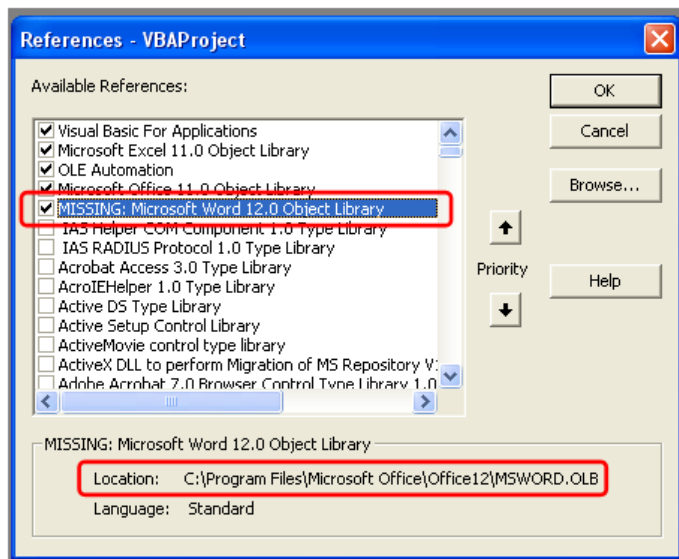 References - VBAProject
Available References:
OK
Visual Basic For Applications
Cancel
Microsoft Excel 11.0 Object Library
OLE Automation
Microsoft Office 11.0 Object Library
Browse...
MISSING: Microsoft Word 12.0 Object Library
IAS Helper COM Component 1.0 Type Library
IAS RADIUS Protocol 1.0 Type Library
Acrobat Access 3.0 Type Library
Priority
Help
AcroIEHelper 1.0 Type Library
Active DS Type Library
Active Setup Control Library
ActiveMovie control type library
ActiveX DLL to perform Migration of MS Repository V
Adobe Acrobat 7.0 Browser Control Type Library 1.0
MISSING: Microsoft Word 12.0 Object Library
Location: C:\Program Files\Microsoft Office\Office12\MSWORD.OLB
Language: Standard